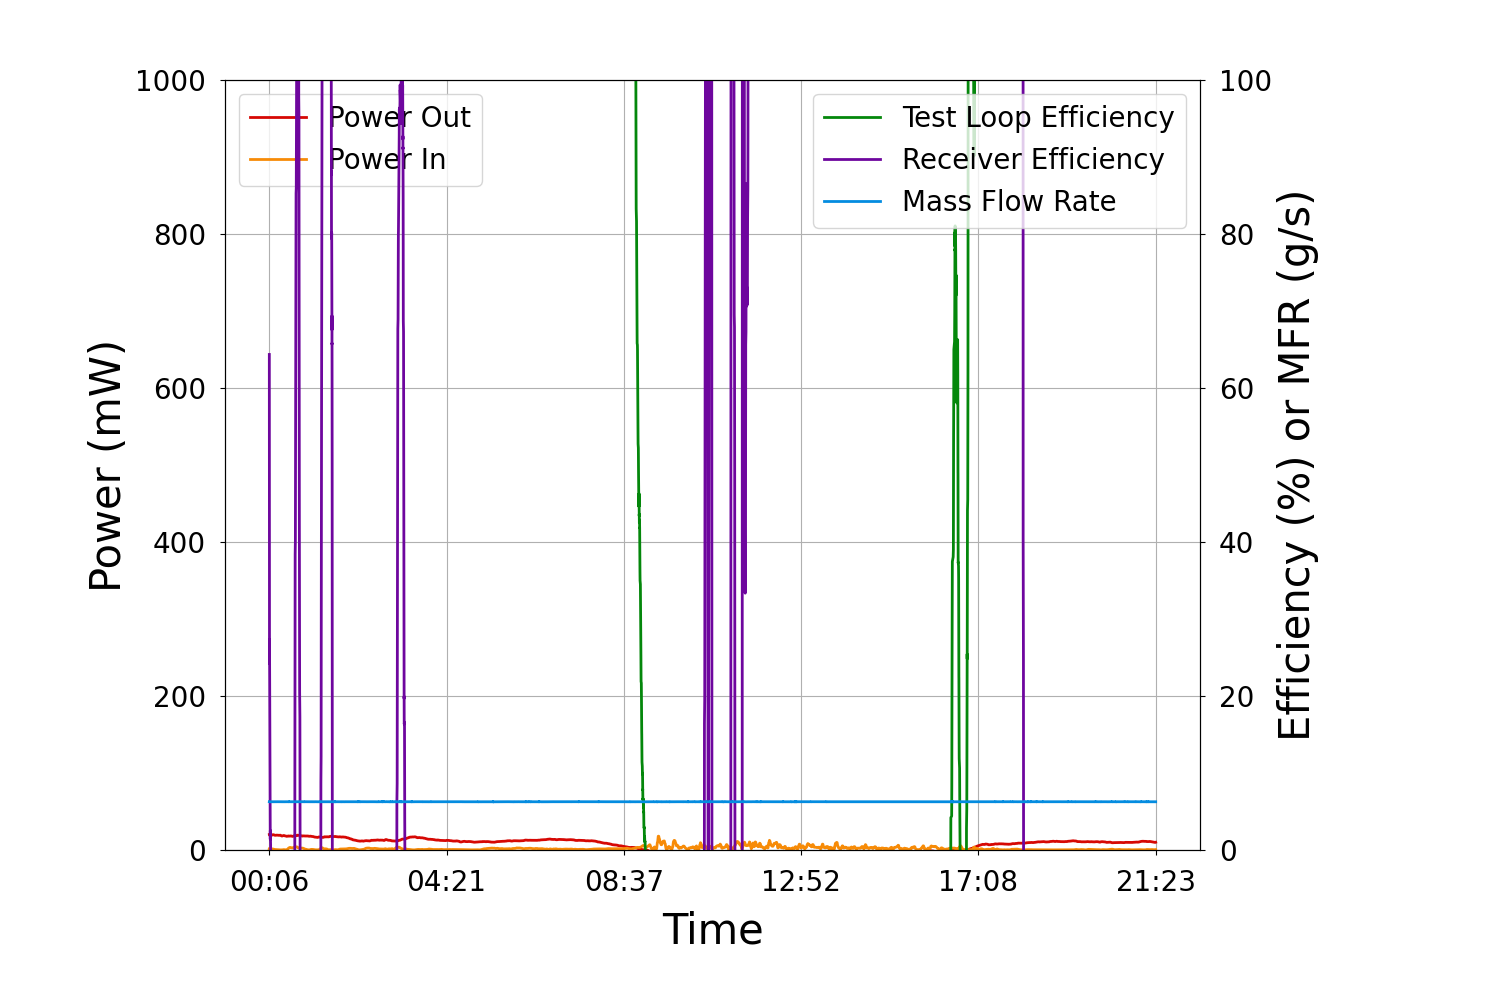 1000
800
600
400
200
0
Power (mW)
Power Out
Power In
Test Loop Efficiency
Receiver Efficiency
Mass Flow Rate
100
80
60
40
20
0
Efficiency (%) or MFR (g/s)
00:06 04:21 08:37 12:52 17:08 21:23
Time